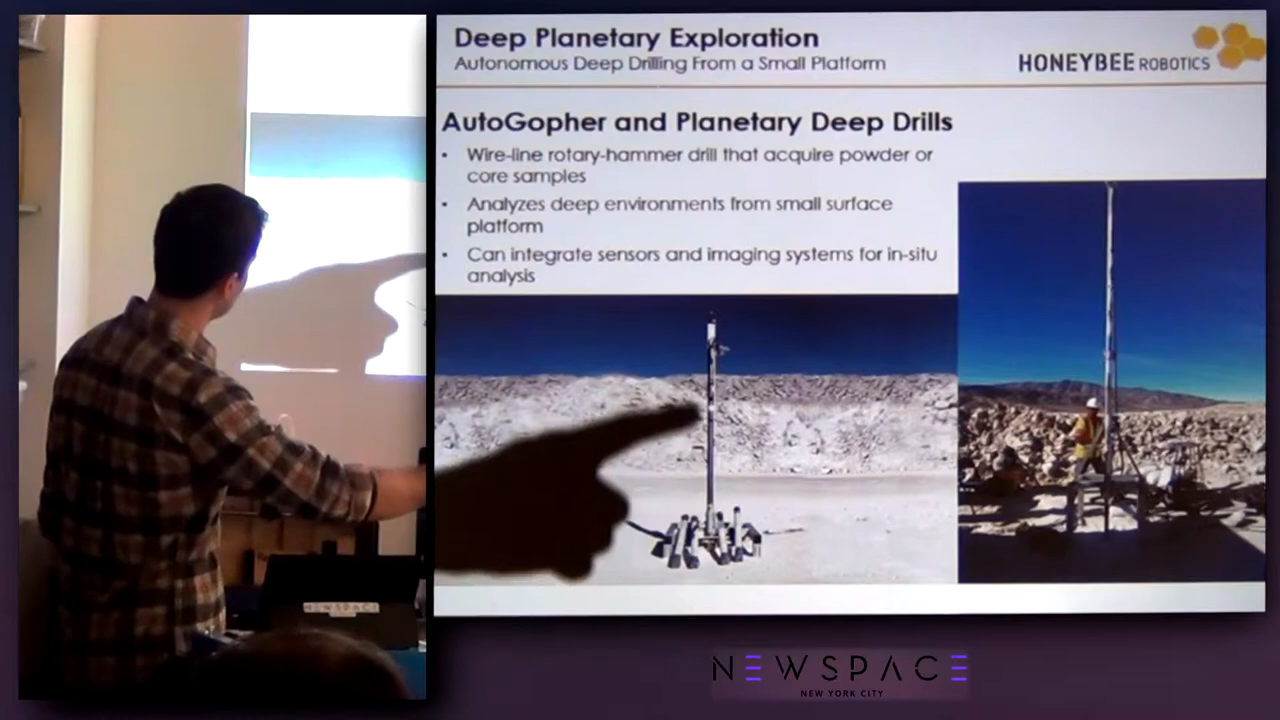 Deep Planetary Exploration
Autonomous Deep Drilling From a Small Platform
HONEYBEE ROBOTICS
AutoGopher and Planetary Deep Drills
• Wire-line rotary-hammer drill that acquire powder or
core samples
• Analyzes deep environments from small surface
platform
• Can integrate sensors and imaging systems for in-situ
analysis
NEWSPACE
NEWSPACE
NEW YORK CITY